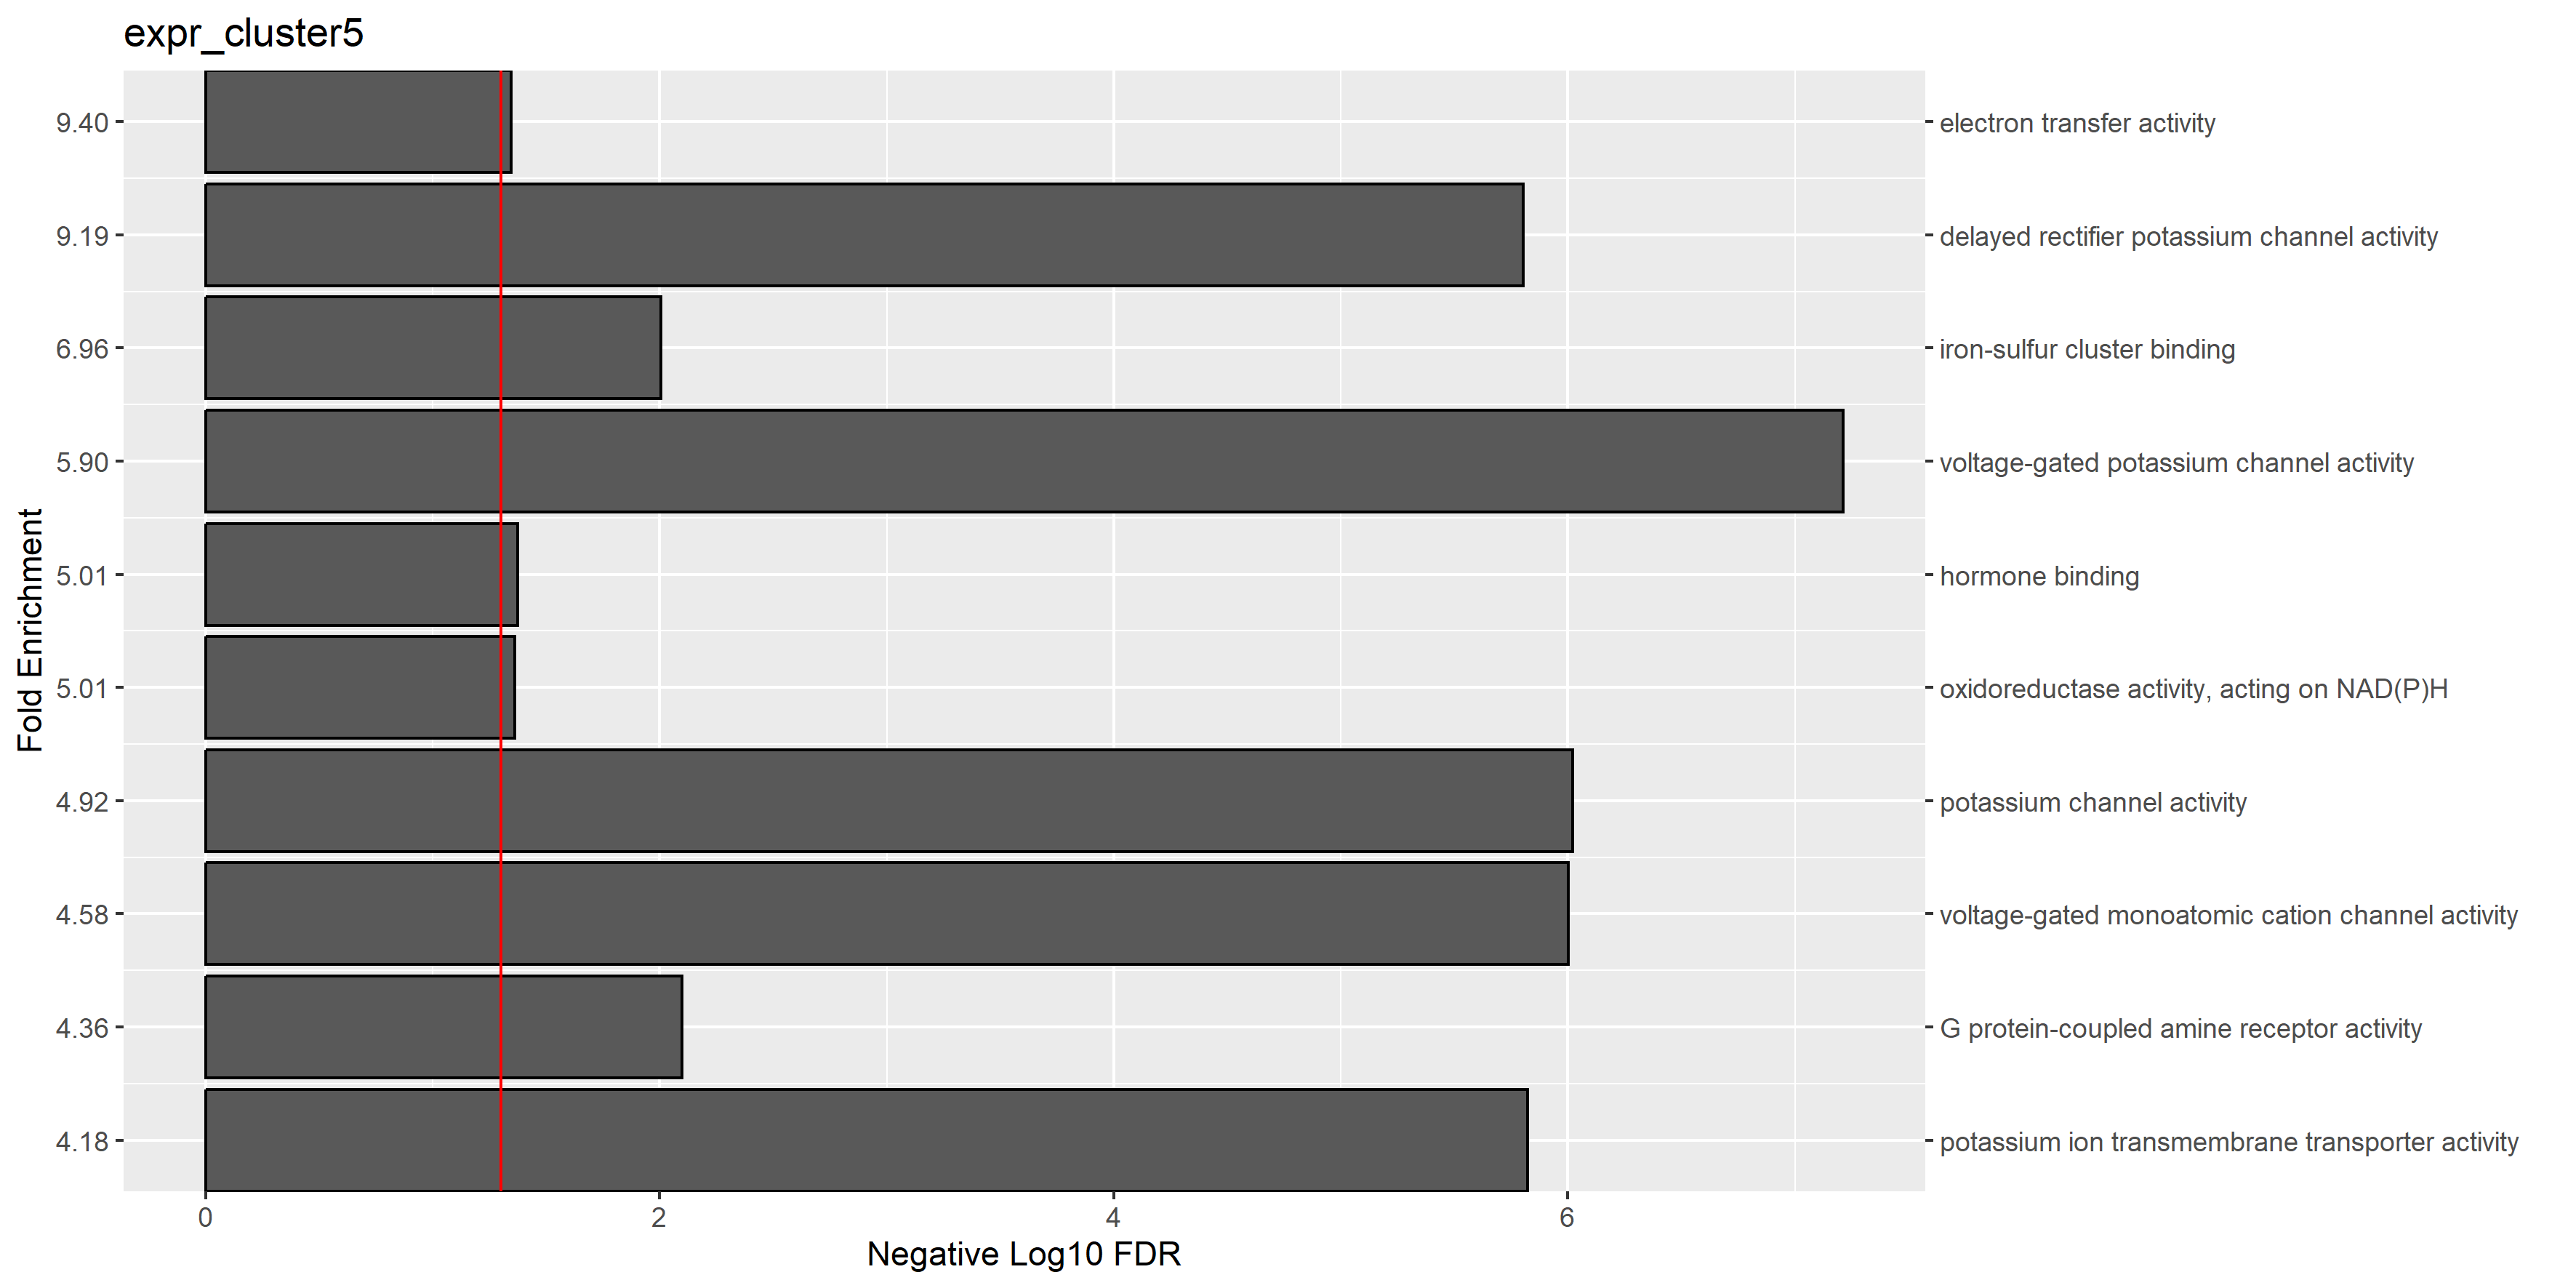 expr_cluster5
9.40 electron transfer activity
9.19 delayed rectifier potassium channel activity
6.96 iron-sulfur cluster binding
5.90 voltage-gated potassium channel activity
5.01 hormone binding
5.01 oxidoreductase activity, acting on NAD(P)H
4.92 potassium channel activity
4.58 voltage-gated monoatomic cation channel activity
4.36 G protein-coupled amine receptor activity
4.18 potassium ion transmembrane transporter activity
Fold Enrichment
0 2 4 6
Negative Log10 FDR